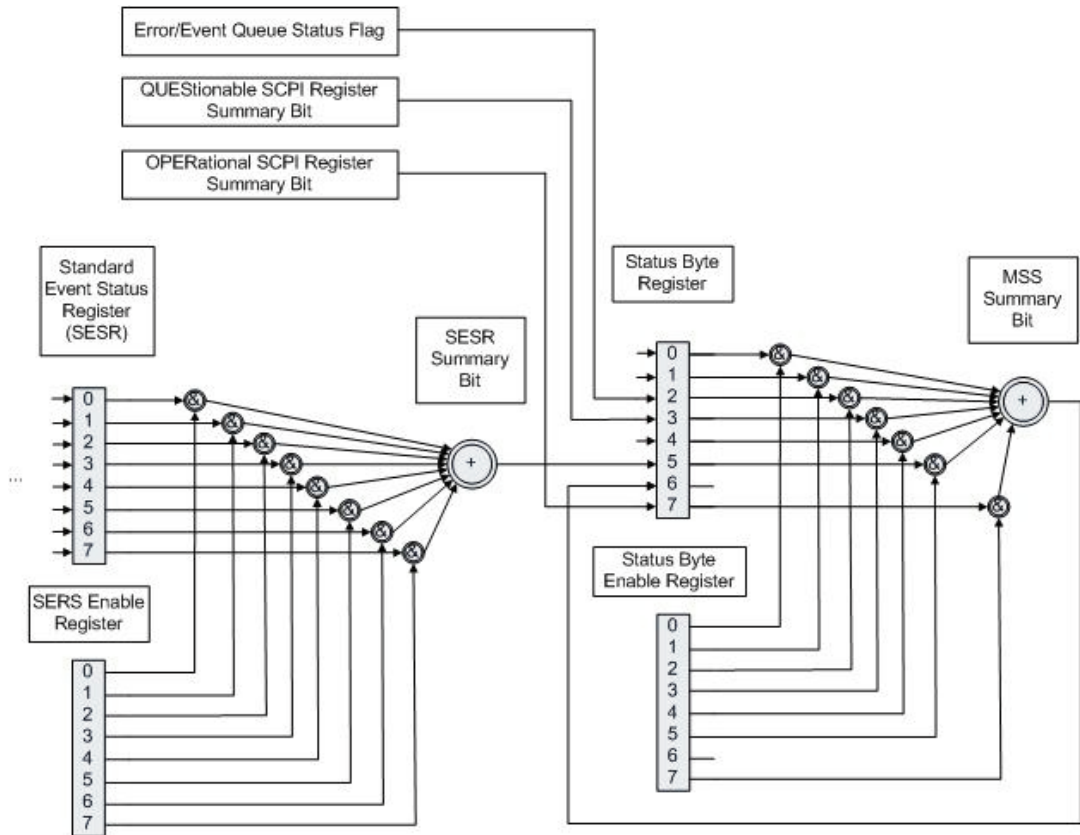 Error/Event Queue Status Flag
QUEStionable SCPI Register
Summary Bit
OPERational SCPI Register
Summary Bit
Standard
Event Status
Register
(SESR)
SESR
Summary
Bit
Status Byte
Register
MSS
Summary
Bit
0
1
2
3
4
5
6
7
&
&
&
&
&
&
&
&
+
...
0
1
2
3
4
5
6
7
&
&
&
&
&
&
&
+
SERS Enable
Register
0
1
2
3
4
5
6
7
Status Byte
Enable Register
0
1
2
3
4
5
6
7